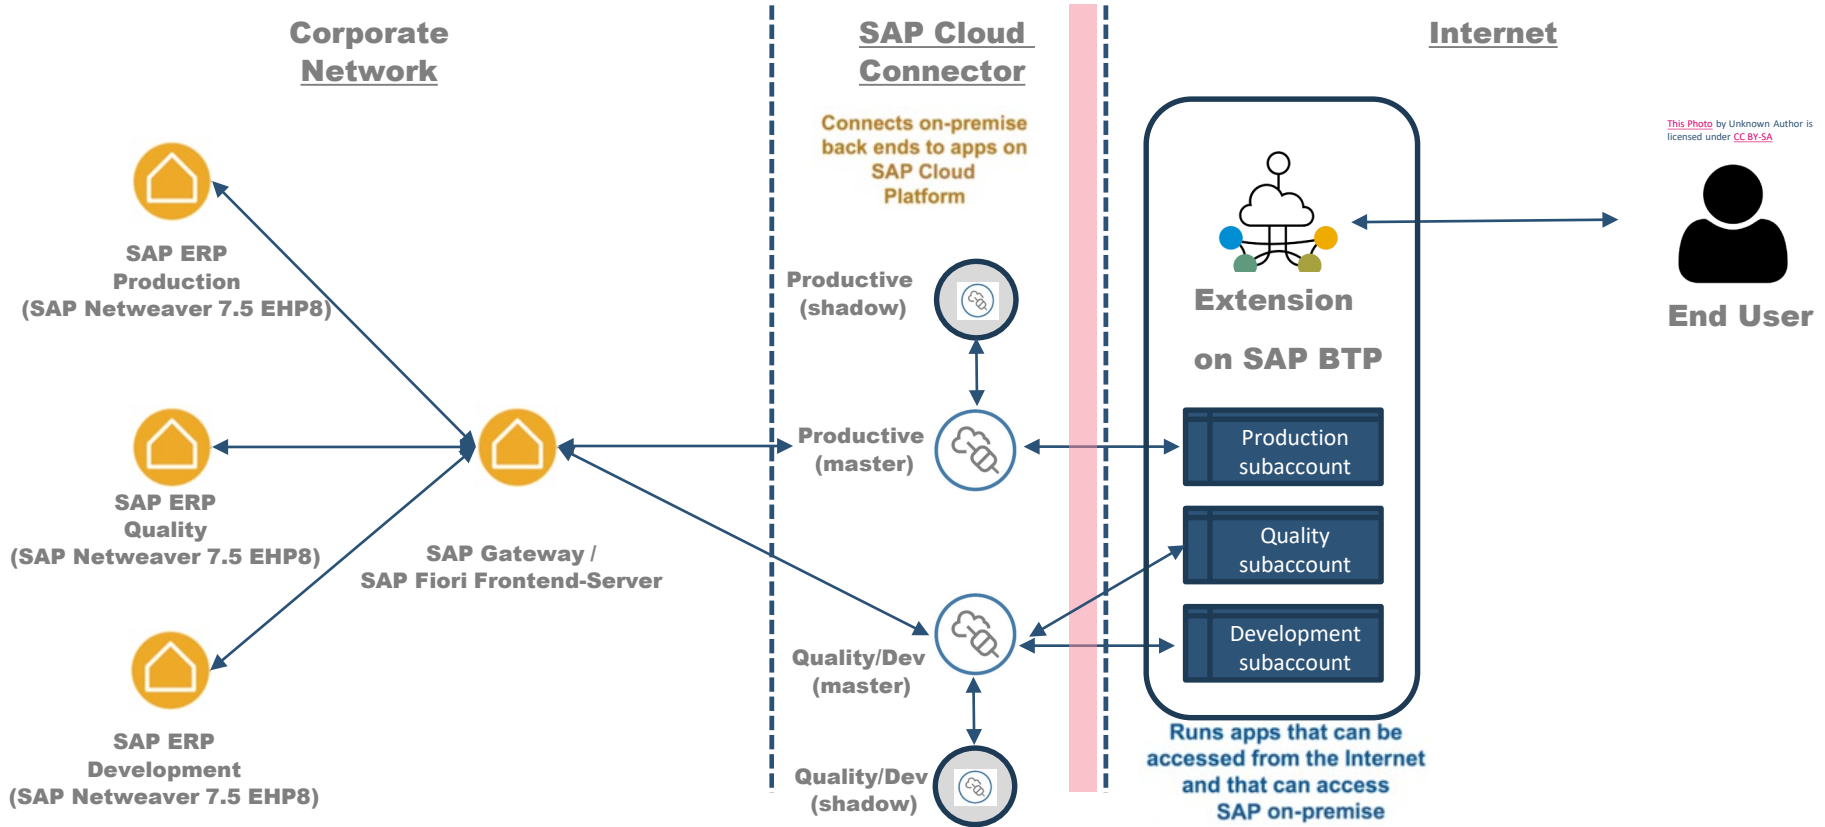 Corporate
Network
SAP Cloud
Connector
Internet
Connects on-premise
back ends to apps on
SAP Cloud
Platform
This Photo by Unknown Author is
licensed under CC BY-SA
SAP ERP
Production
(SAP Netweaver 7.5 EHP8)
Productive
(shadow)
Extension
on SAP BTP
End User
Productive
(master)
Production
subaccount
SAP ERP
Quality
(SAP Netweaver 7.5 EHP8)
SAP Gateway /
SAP Fiori Frontend-Server
Quality
subaccount
Quality/Dev
(master)
Development
subaccount
SAP ERP
Development
(SAP Netweaver 7.5 EHP8)
Quality/Dev
(shadow)
Runs apps that can be
accessed from the Internet
and that can access
SAP on-premise